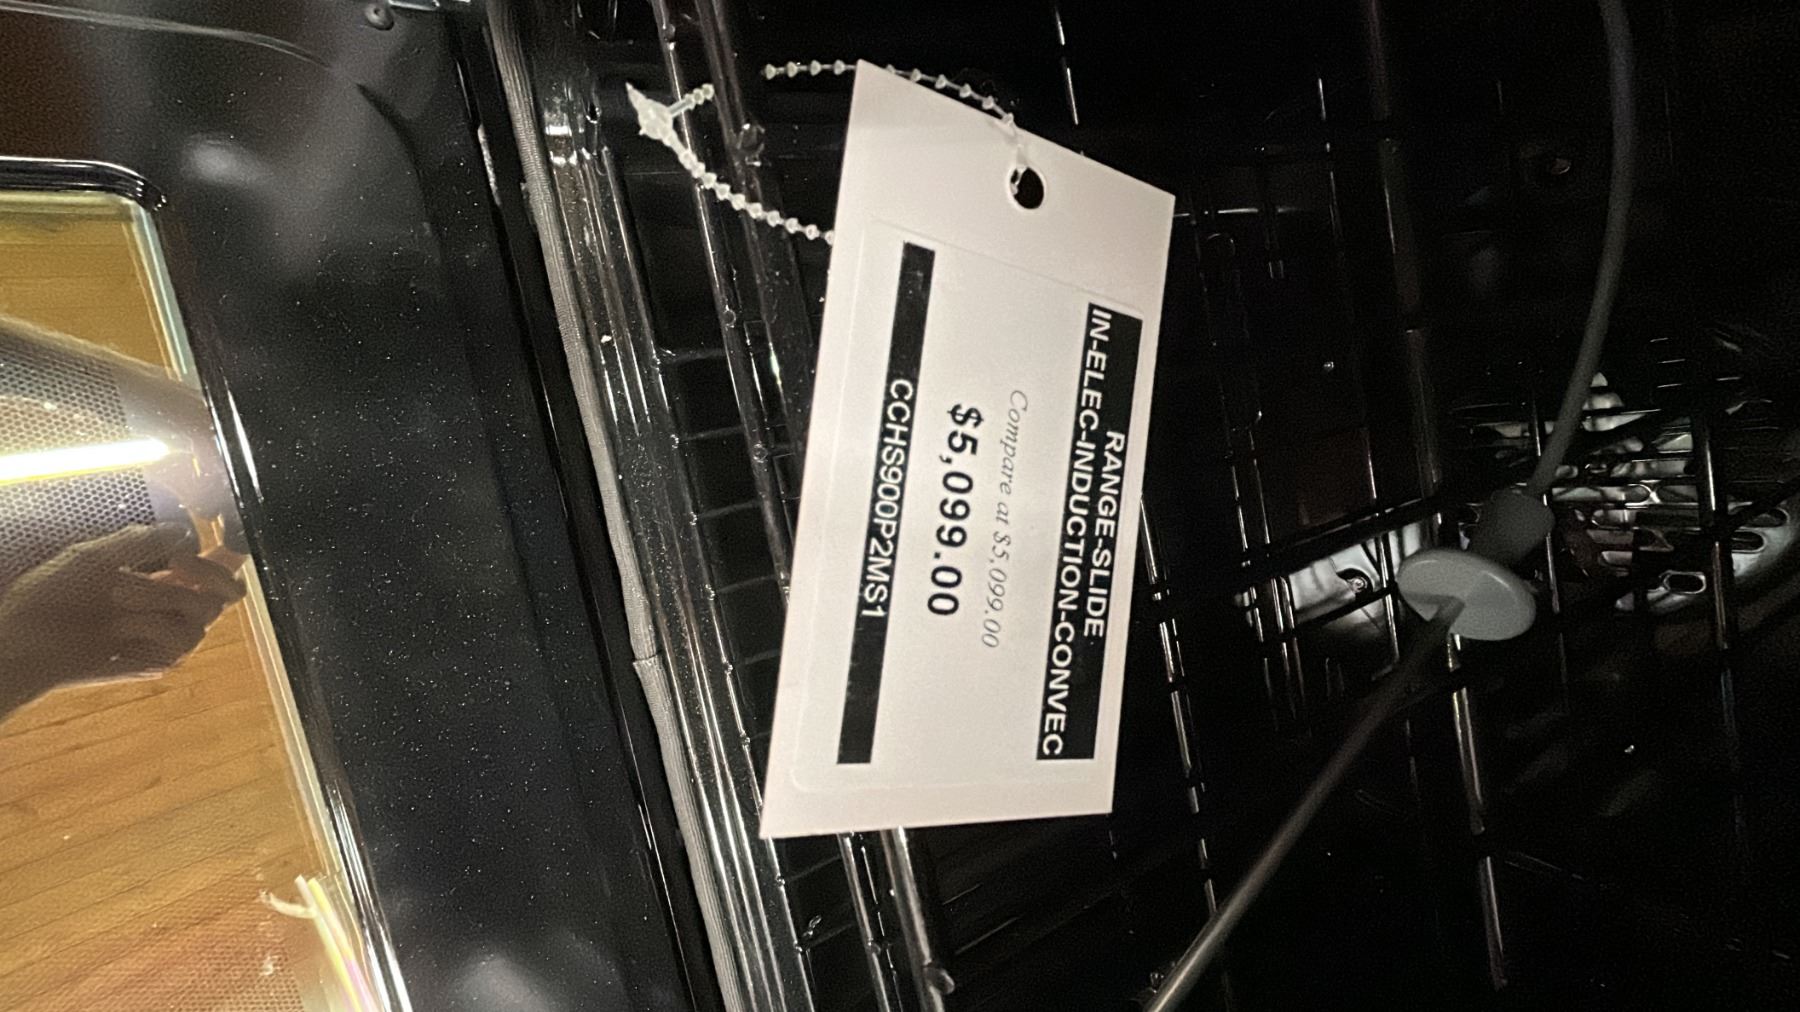 RANGE-SLIDE
IN-ELEC-INDUCTION-CONVEC
Compare at $5,099.00
$5,099.00
CCHS900P2MS1